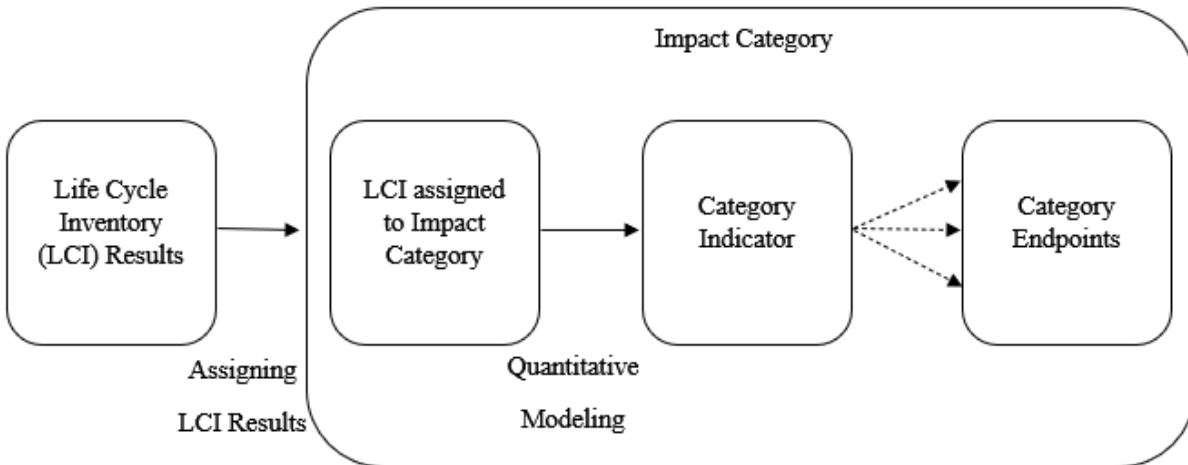 Impact Category
Life Cycle
Inventory
(LCI) Results
LCI assigned
to Impact
Category
Category
Indicator
Category
Endpoints
Assigning
LCI Results
Quantitative
Modeling